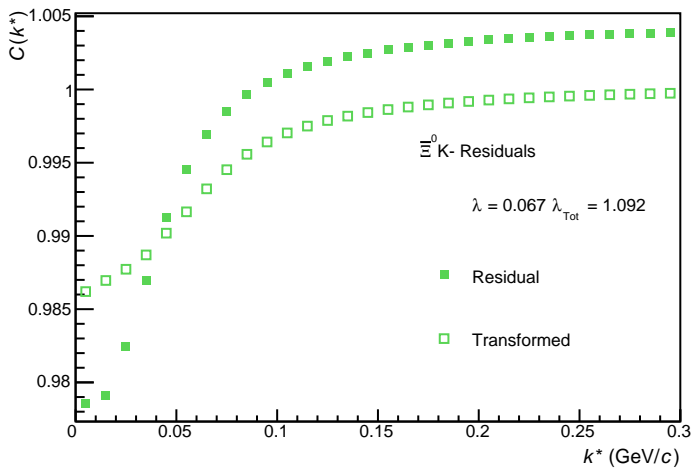 C(k*)
1.005
1
0.995
0.99
0.985
0.98
Ξ̅⁰K- Residuals
λ = 0.067 λ_Tot = 1.092
Residual
Transformed
0 0.05 0.1 0.15 0.2 0.25 0.3
k* (GeV/c)